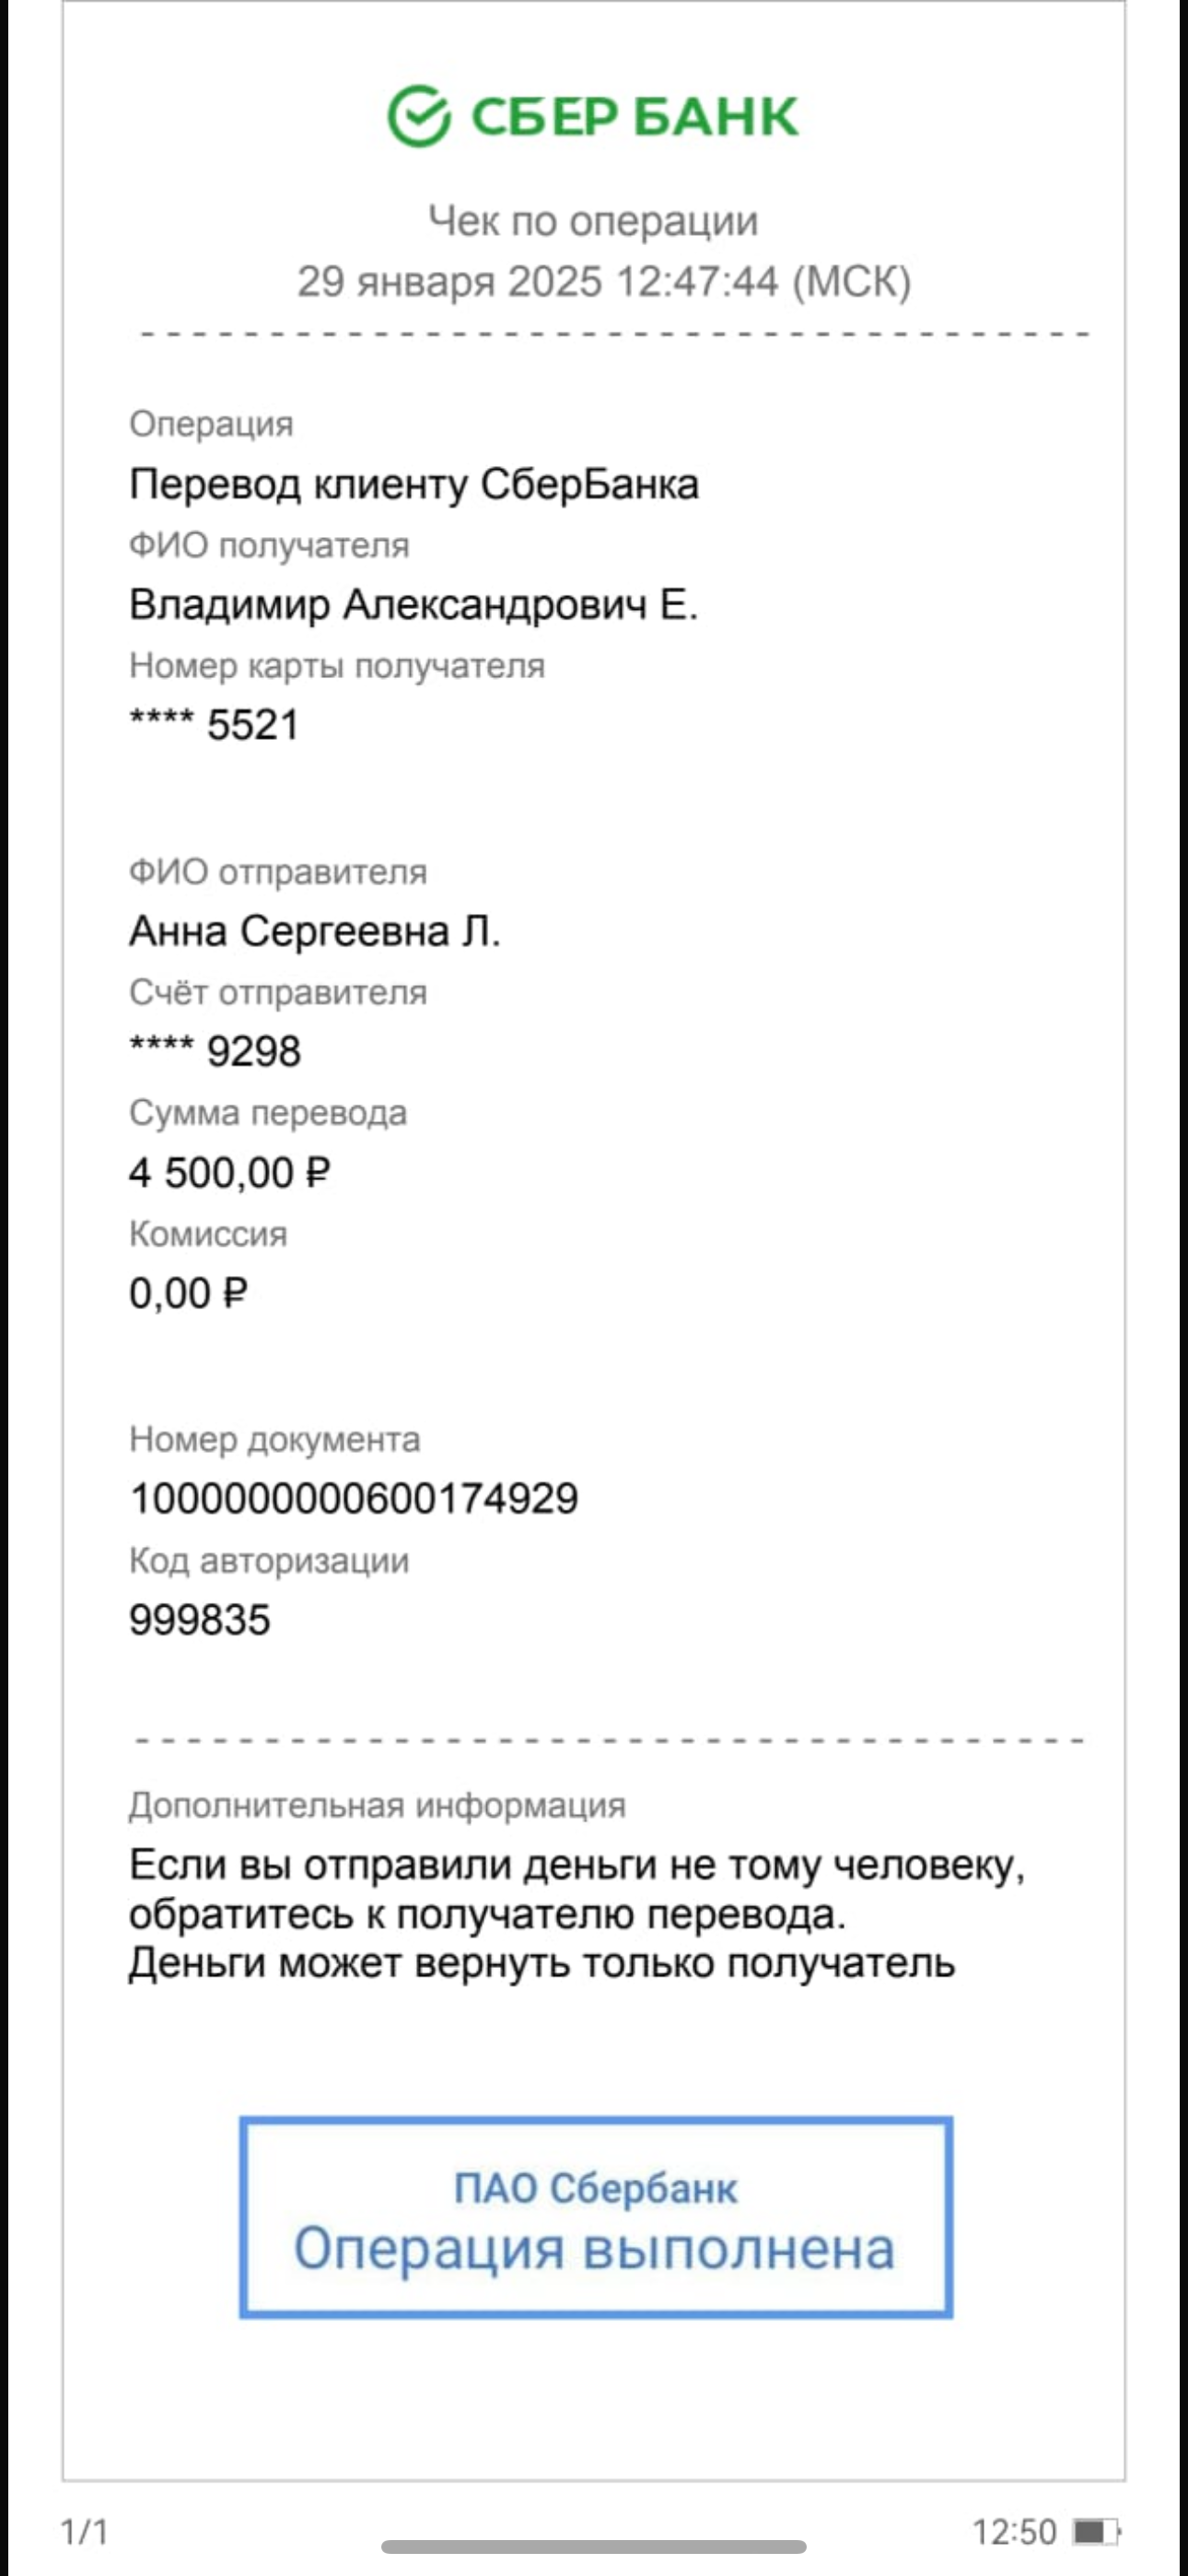 СБЕР БАНК
Чек по операции
29 января 2025 12:47:44 (МСК)
Операция
Перевод клиенту СберБанка
ФИО получателя
Владимир Александрович Е.
Номер карты получателя
**** 5521
ФИО отправителя
Анна Сергеевна Л.
Счёт отправителя
**** 9298
Сумма перевода
4 500,00 ₽
Комиссия
0,00 ₽
Номер документа
1000000000600174929
Код авторизации
999835
Дополнительная информация
Если вы отправили деньги не тому человеку,
обратитесь к получателю перевода.
Деньги может вернуть только получатель
ПАО Сбербанк
Операция выполнена
1/1 12:50